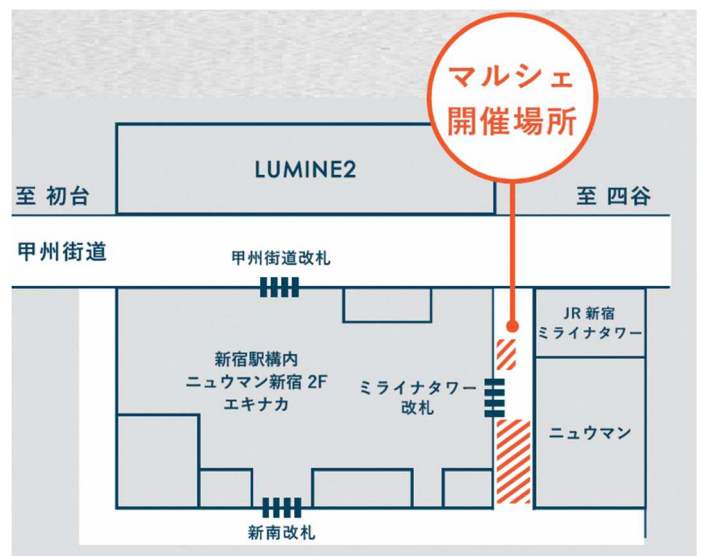 マルシェ
開催場所
LUMINE2
至 初台
至 四谷
甲州街道
甲州街道改札
JR 新宿
ミライナタワー
新宿駅構内
ニュウマン新宿 2F
エキナカ
ミライナタワー
改札
ニュウマン
新南改札